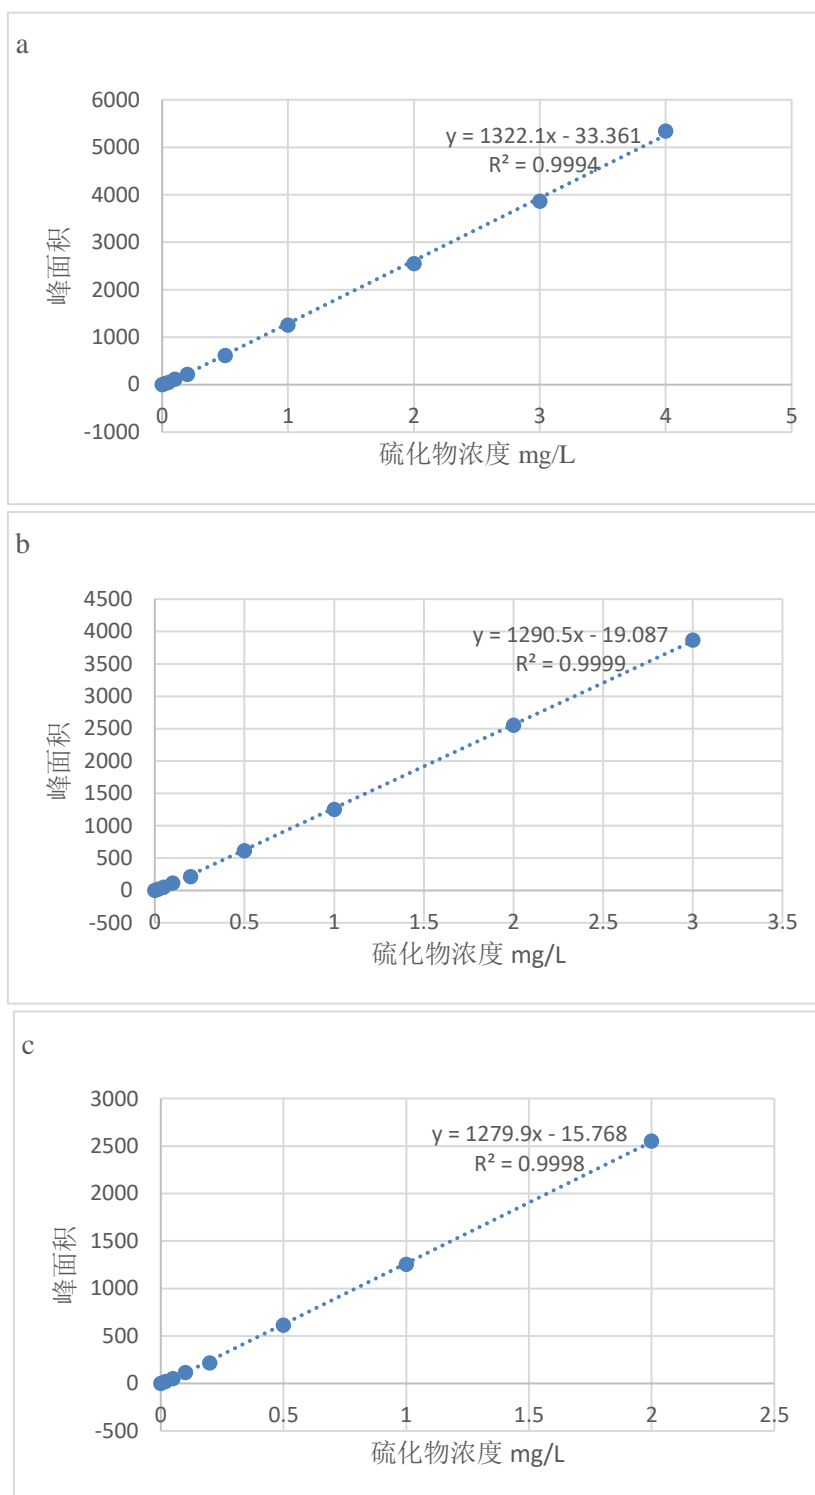 a
6000
5000
4000
3000
2000
1000
0
-1000
y = 1322.1x - 33.361
R² = 0.9994
0 1 2 3 4 5
峰面积
硫化物浓度 mg/L
b
4500
4000
3500
3000
2500
2000
1500
1000
500
0
-500
y = 1290.5x - 19.087
R² = 0.9999
0 0.5 1 1.5 2 2.5 3 3.5
峰面积
硫化物浓度 mg/L
c
3000
2500
2000
1500
1000
500
0
-500
y = 1279.9x - 15.768
R² = 0.9998
0 0.5 1 1.5 2 2.5
峰面积
硫化物浓度 mg/L